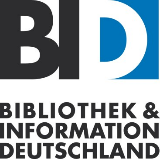 BID
BIBLIOTHEK &
INFORMATION
DEUTSCHLAND